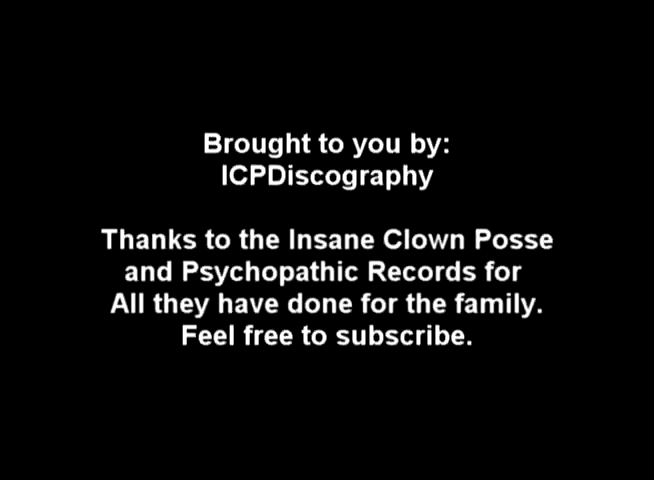 Brought to you by:
ICPDiscography
Thanks to the Insane Clown Posse
and Psychopathic Records for
All they have done for the family.
Feel free to subscribe.